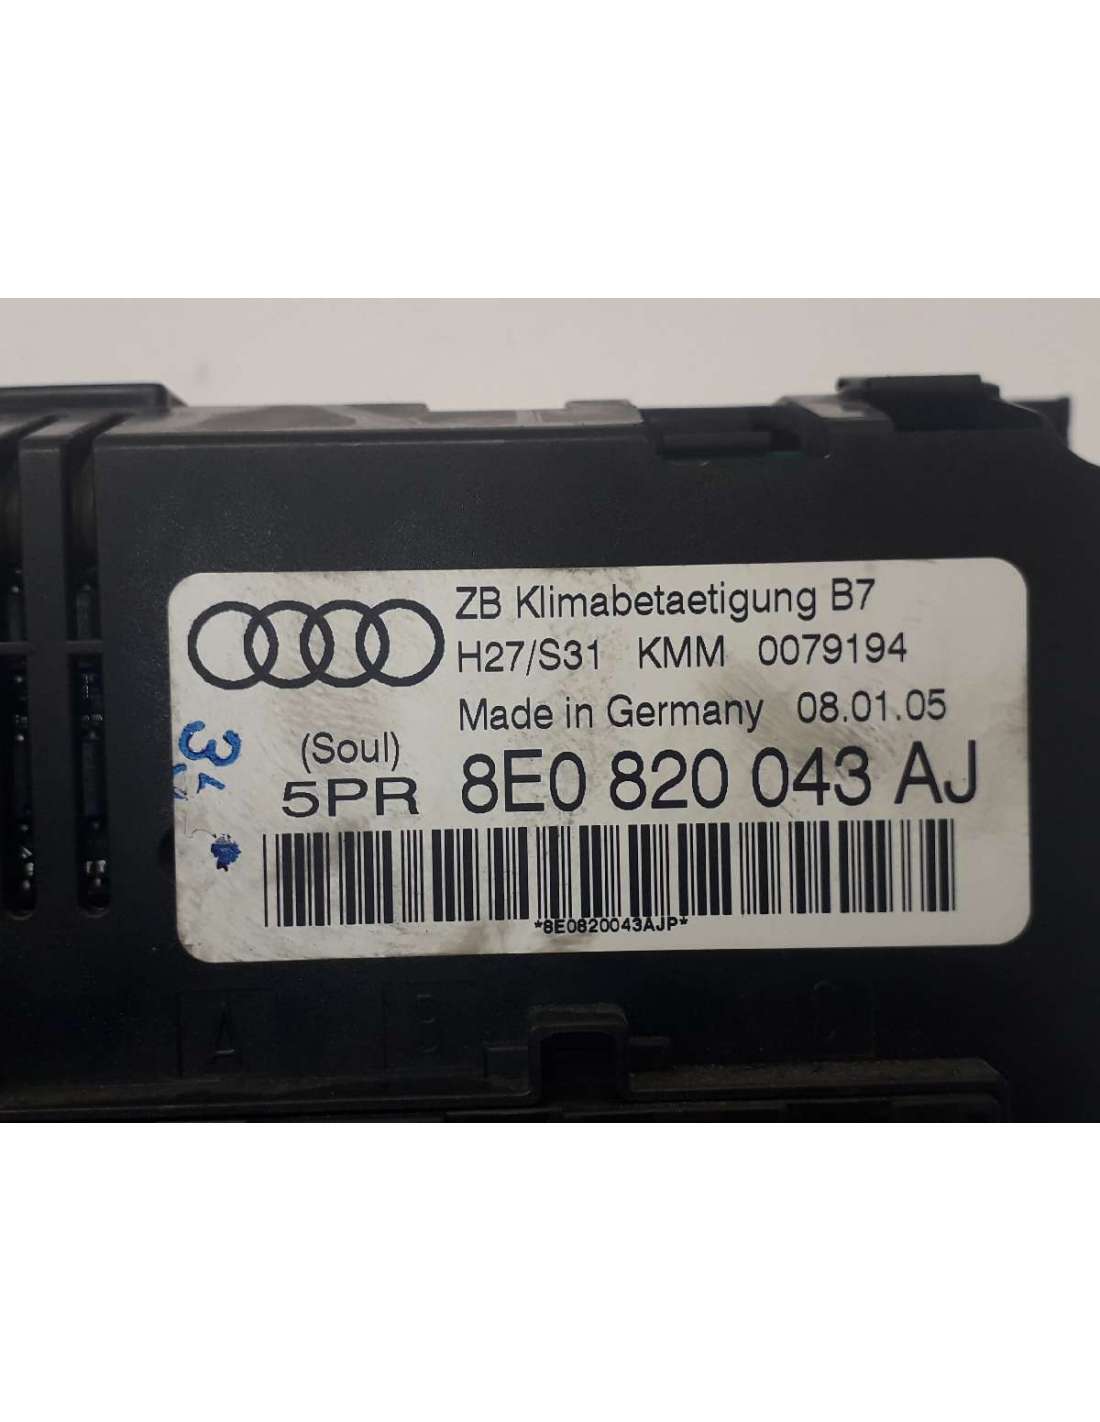 ZB Klimabetaetigung B7
H27/S31 KMM 0079194
Made in Germany 08.01.05
(Soul)
5PR 8E0 820 043 AJ
*8E0820043AJP*
A B C